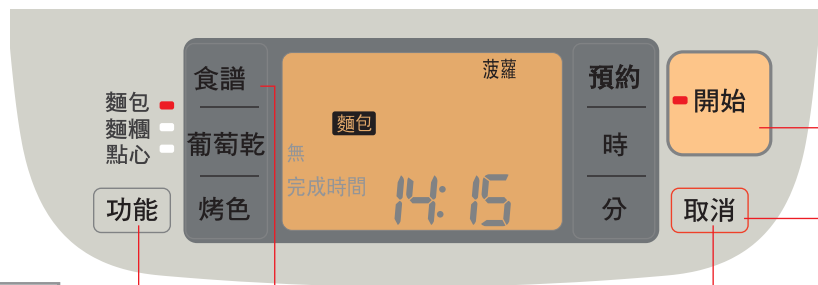 麵包
麵糰
點心
功能
食譜
葡萄乾
烤色
菠蘿
麵包
無
完成時間 14:15
預約
時
分
開始
取消